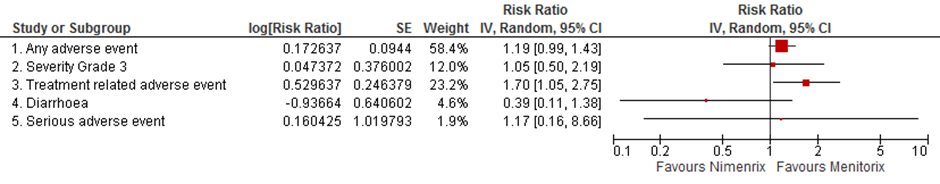 Risk Ratio Risk Ratio
Study or Subgroup log[Risk Ratio] SE Weight IV, Random, 95% CI IV, Random, 95% CI
1. Any adverse event 0.172637 0.0944 58.4% 1.19 [0.99, 1.43]
2. Severity Grade 3 0.047372 0.376002 12.0% 1.05 [0.50, 2.19]
3. Treatment related adverse event 0.529637 0.246379 23.2% 1.70 [1.05, 2.75]
4. Diarrhoea -0.93664 0.640602 4.6% 0.39 [0.11, 1.38]
5. Serious adverse event 0.160425 1.019793 1.9% 1.17 [0.16, 8.66]
0.1 0.2 0.5 1 2 5 10
Favours Nimenrix Favours Menitorix